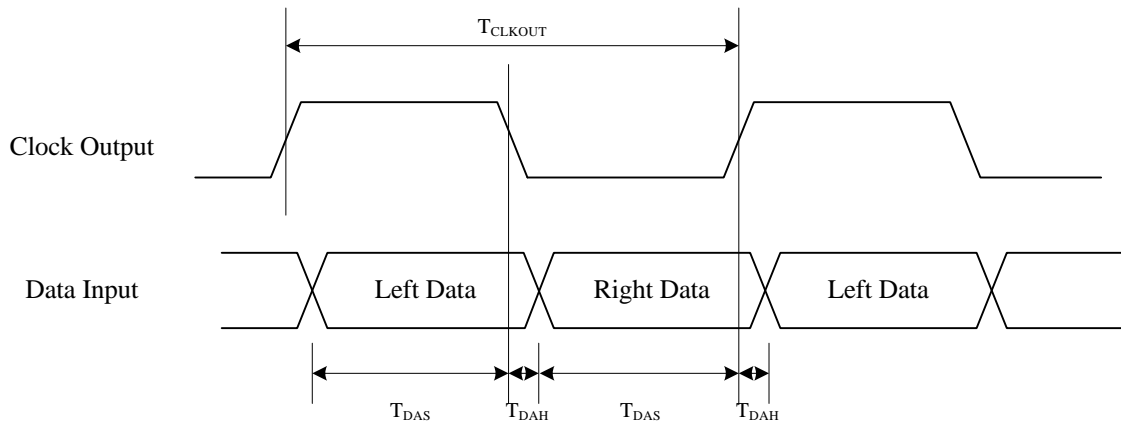 TCLKOUT
Clock Output
Data Input
Left Data
Right Data
Left Data
TDAS
TDAH
TDAS
TDAH